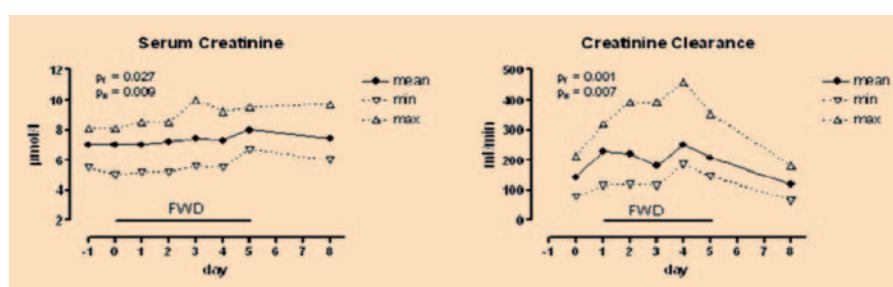 Serum Creatinine
12
10
8
6
4
2
µmol/l
pr = 0.027
pa = 0.009
FWD
-1 0 1 2 3 4 5 6 7 8
day
mean
min
max
Creatinine Clearance
500
400
300
200
100
0
ml/min
pr = 0.001
pa = 0.007
FWD
-1 0 1 2 3 4 5 6 7 8
day
mean
min
max